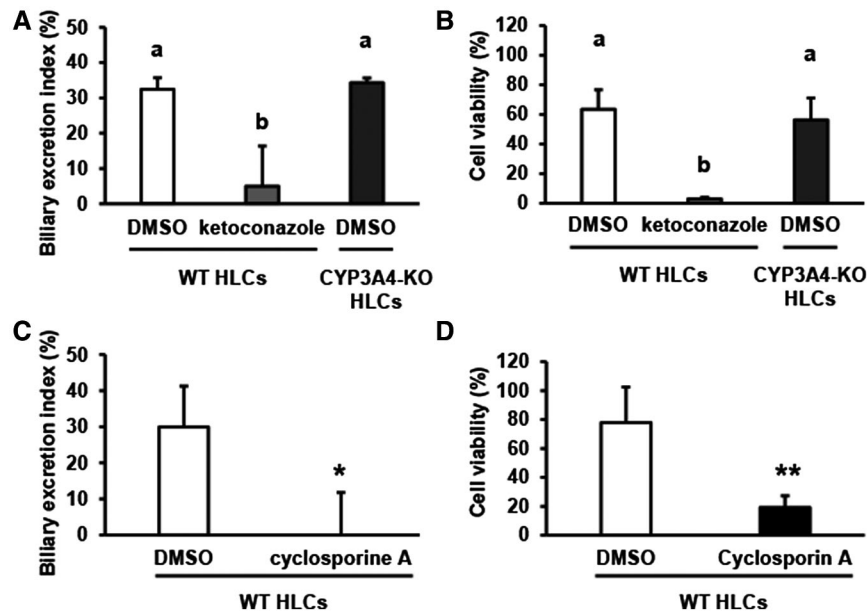 A
Biliary excretion index (%)
50
40
30
20
10
0
a
b
a
DMSO ketoconazole DMSO
WT HLCs
CYP3A4-KO
HLCs
B
Cell viability (%)
120
100
80
60
40
20
0
a
b
a
DMSO ketoconazole DMSO
WT HLCs
CYP3A4-KO
HLCs
C
Biliary excretion index (%)
50
40
30
20
10
0
*
DMSO cyclosporine A
WT HLCs
D
Cell viability (%)
120
100
80
60
40
20
0
**
DMSO Cyclosporin A
WT HLCs